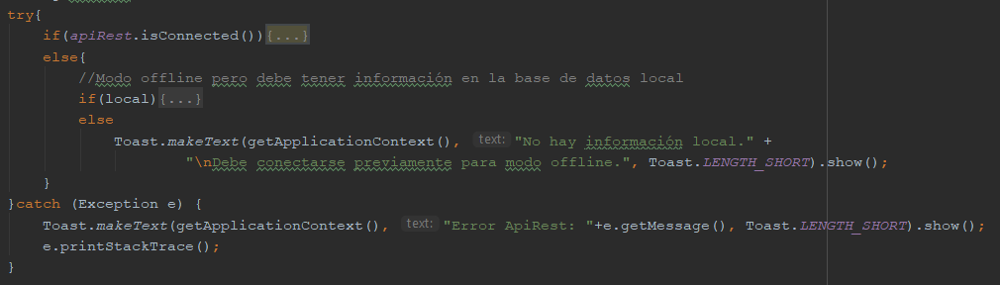 try{
if(apiRest.isConnected()){...}
else{
//Modo offline pero debe tener información en la base de datos local
if(local){...}
else
Toast.makeText(getApplicationContext(), text: "No hay información local." +
"\nDebe conectarse previamente para modo offline.", Toast.LENGTH_SHORT).show();
}
}catch (Exception e) {
Toast.makeText(getApplicationContext(), text: "Error ApiRest: "+e.getMessage(), Toast.LENGTH_SHORT).show();
e.printStackTrace();
}